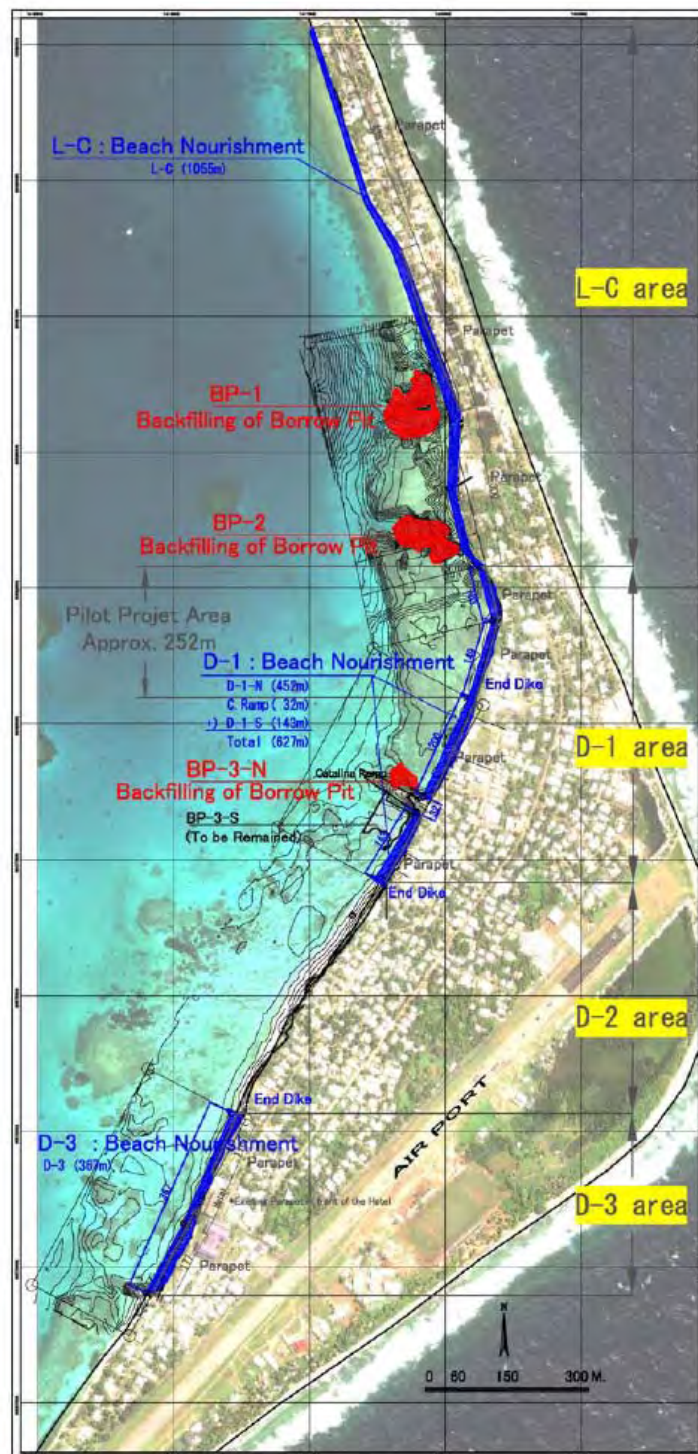 Parapet
L-C : Beach Nourishment
L-C (1055m)
L-C area
Parapet
BP-1
Backfilling of Borrow Pit
Parapet
BP-2
Backfilling of Borrow Pit
Parapet
Pilot Projet Area
Approx. 252m
Parapet
D-1 : Beach Nourishment
D-1-N (452m)
End Dike
C.Ramp( 32m)
D-1-S (143m)
Total (627m)
D-1 area
Parapet
BP-3-N
Catalina Ramp
Backfilling of Borrow Pit
BP-3-S
(To be Remained)
Parapet
End Dike
D-2 area
End Dike
AIR PORT
D-3 : Beach Nourishment
D-3 (367m)
Parapet
D-3 area
Parapet
N
0 60 150 300 M.